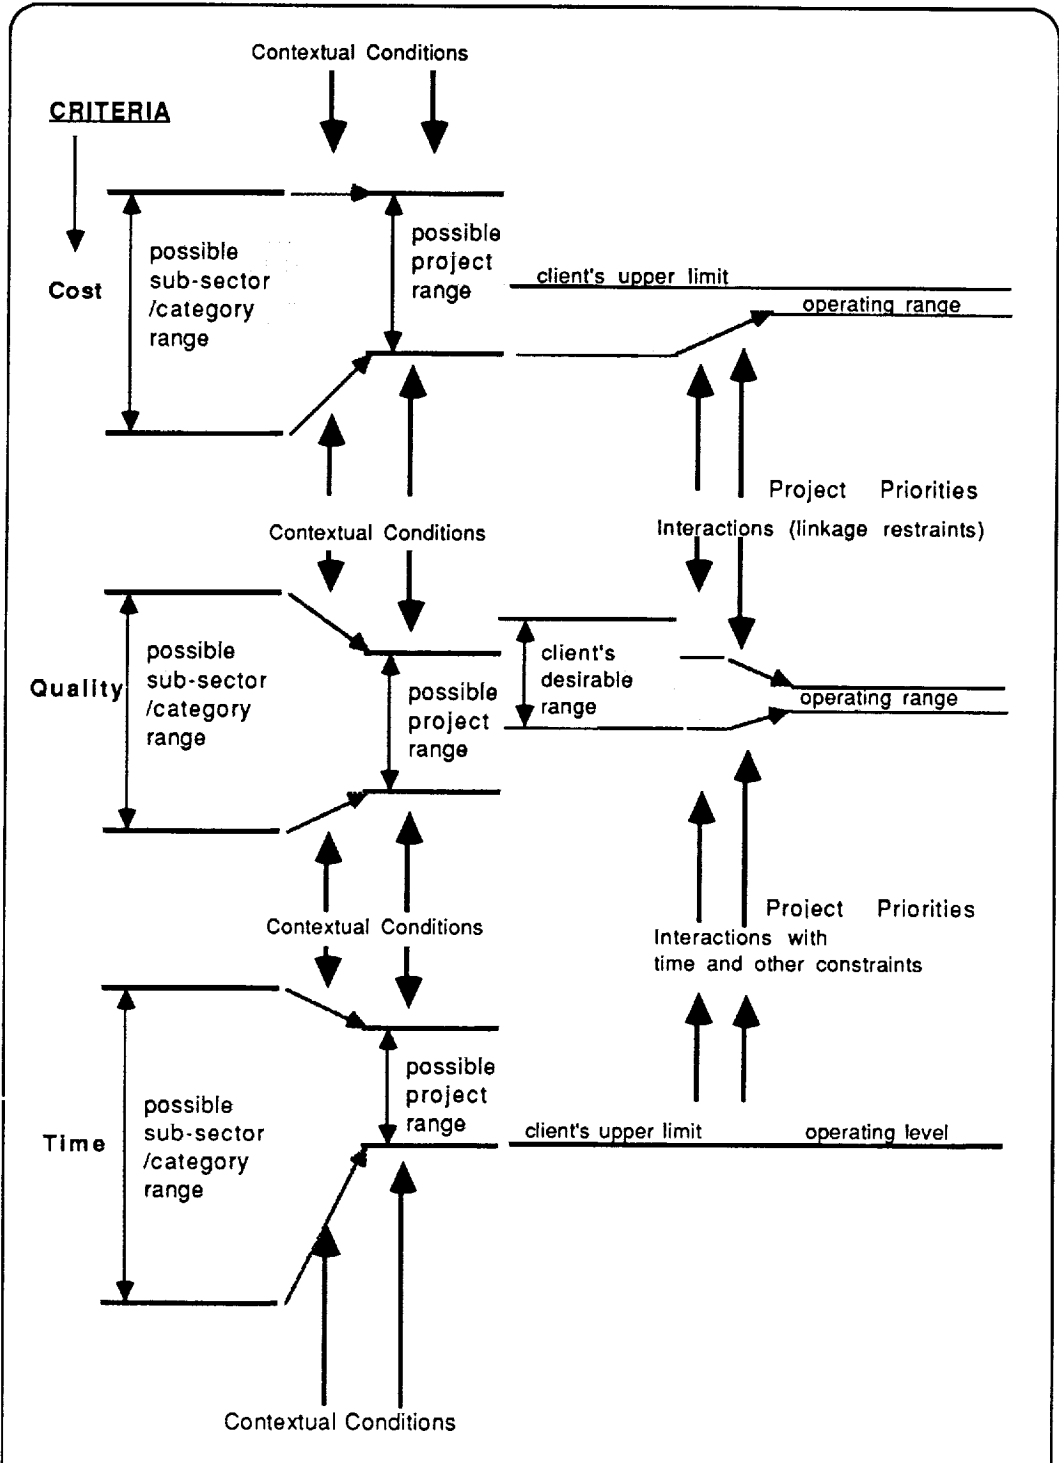 Contextual Conditions
CRITERIA
Cost
possible
sub-sector
/category
range
possible
project
range
client's upper limit
operating range
Project Priorities
Interactions (linkage restraints)
Contextual Conditions
Quality
possible
sub-sector
/category
range
possible
project
range
client's
desirable
range
operating range
Contextual Conditions
Project Priorities
Interactions with
time and other constraints
Time
possible
sub-sector
/category
range
possible
project
range
client's upper limit
operating level
Contextual Conditions